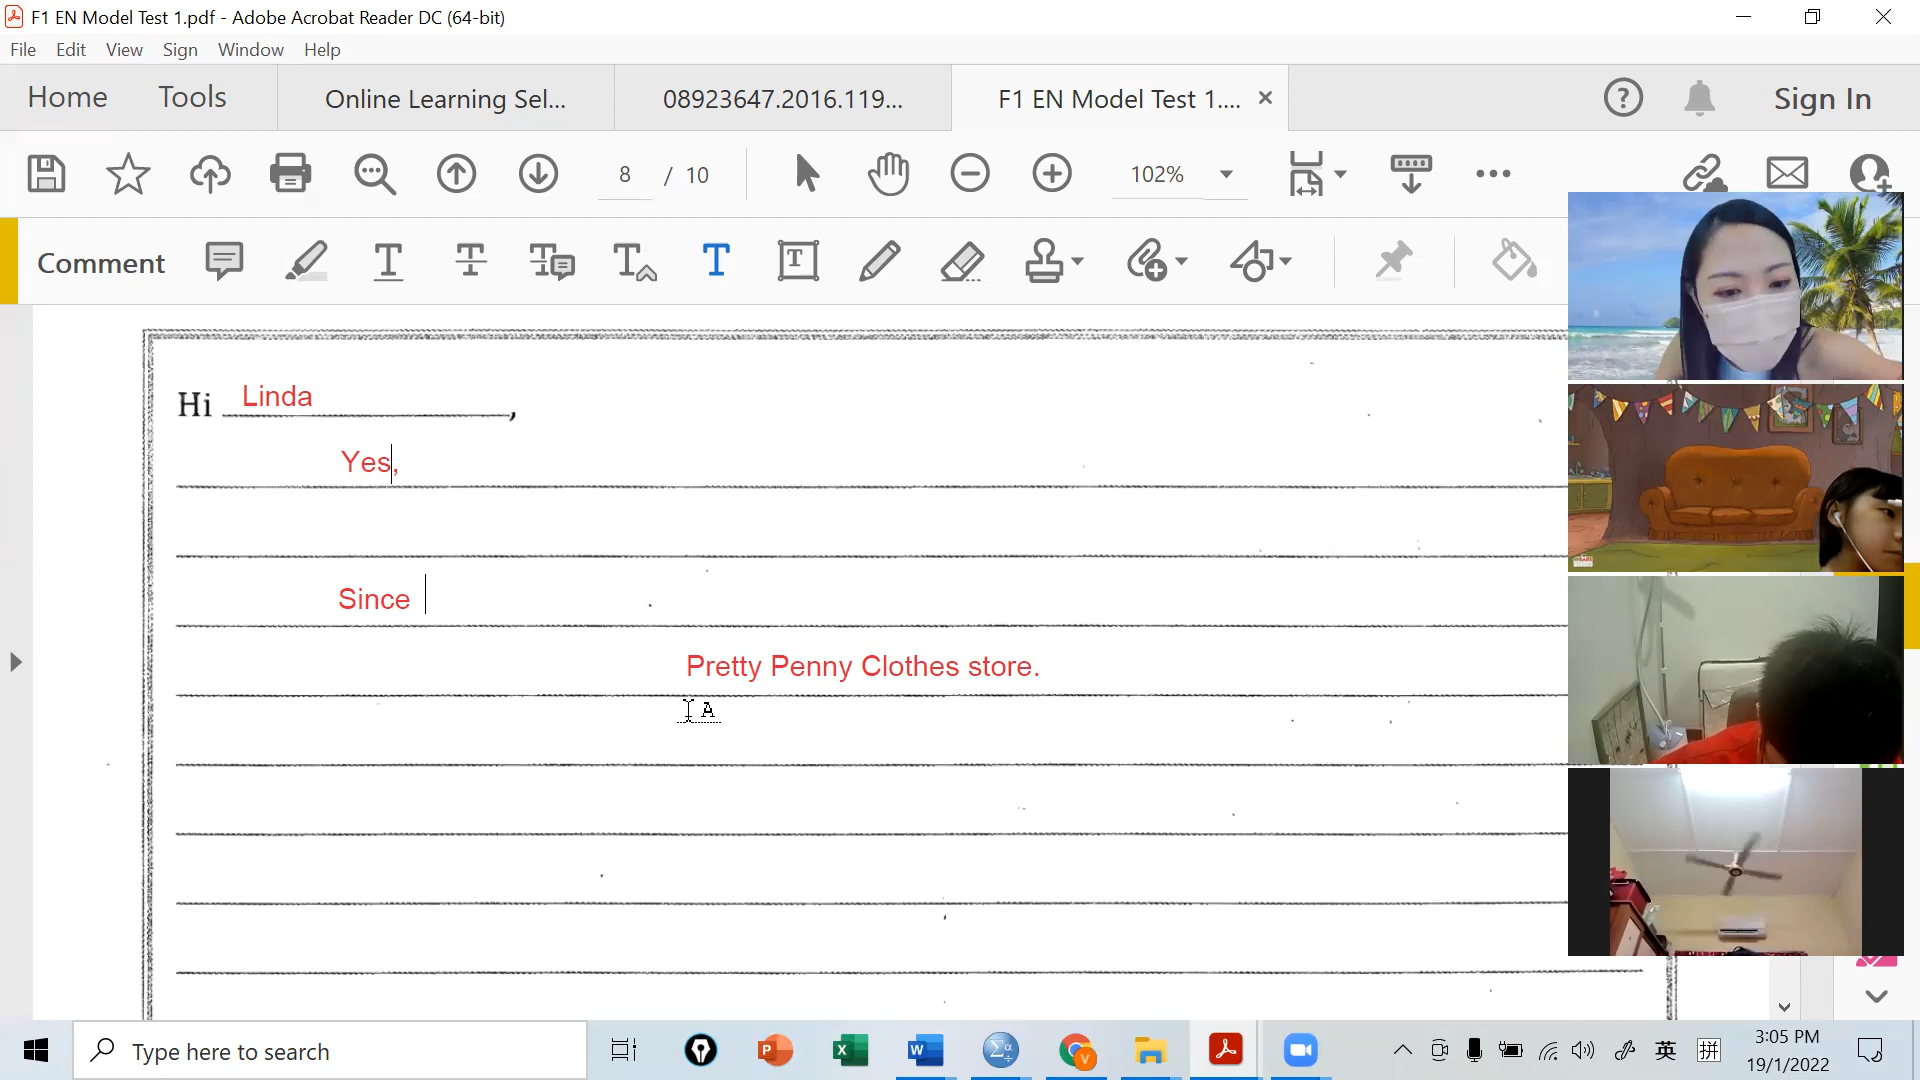 F1 EN Model Test 1.pdf - Adobe Acrobat Reader DC (64-bit)
File Edit View Sign Window Help
Home Tools Online Learning Sel... 08923647.2016.119... F1 EN Model Test 1.... Sign In
8 / 10 102%
Comment
Hi Linda,
Yes,
Since
Pretty Penny Clothes store.
Type here to search
英 拼
3:05 PM
19/1/2022